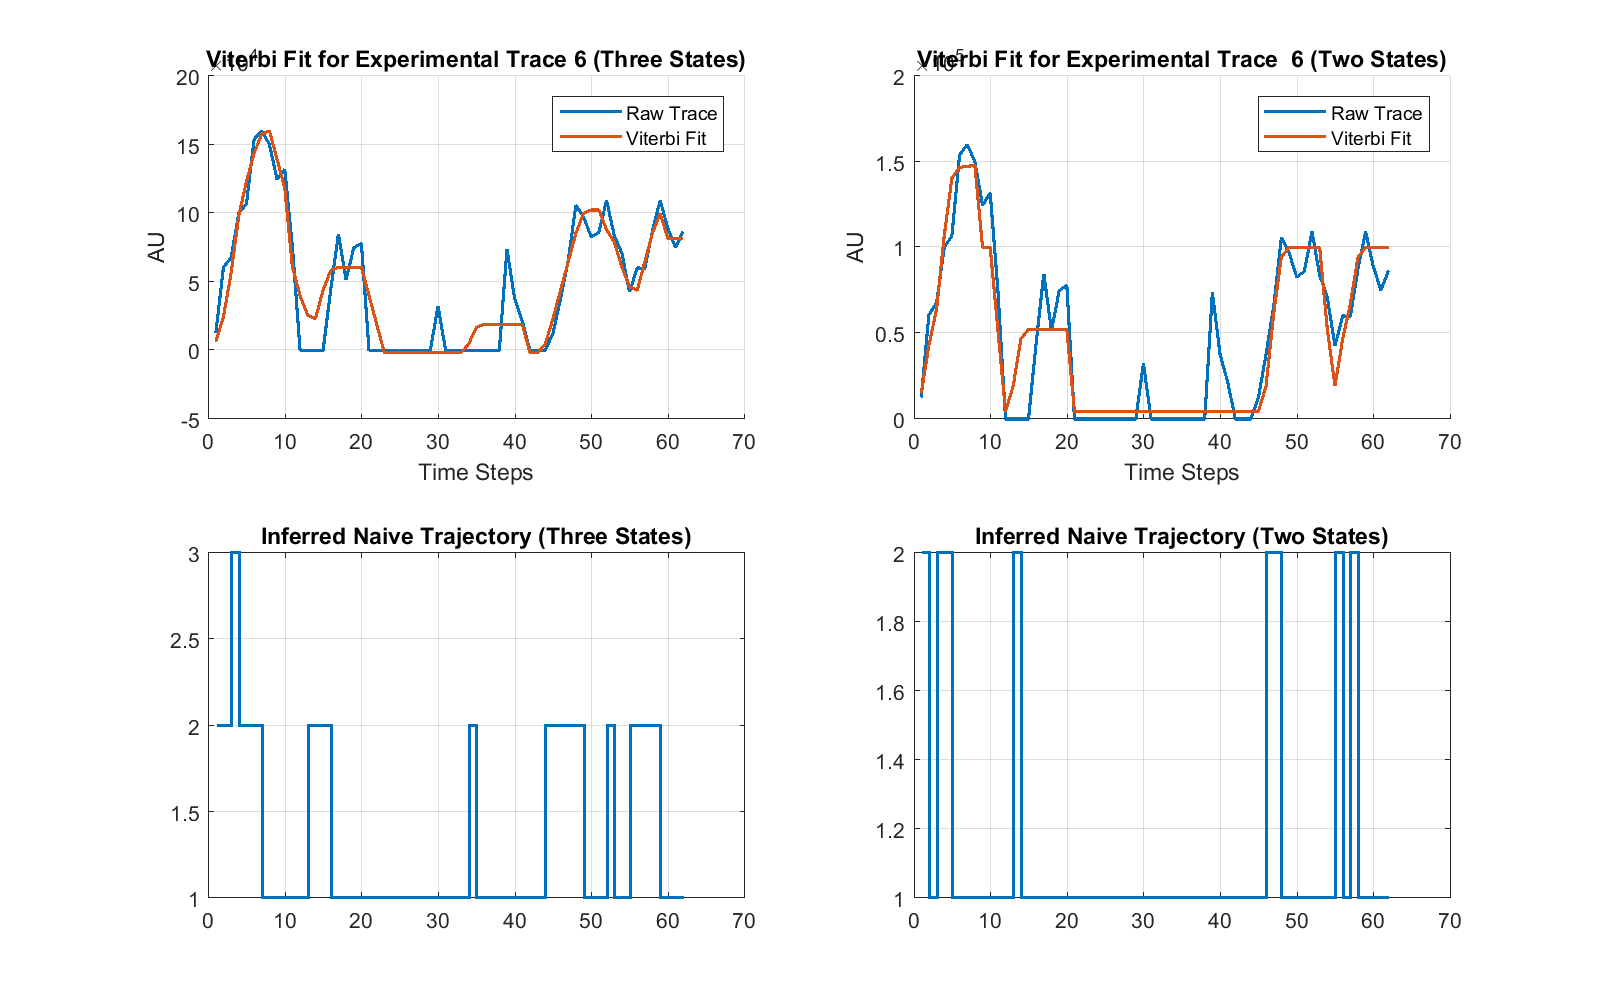 Viterbi Fit for Experimental Trace 6 (Three States)
×10^4
20
15
10
5
0
-5
AU
Raw Trace
Viterbi Fit
0 10 20 30 40 50 60 70
Time Steps
Viterbi Fit for Experimental Trace 6 (Two States)
×10^5
2
1.5
1
0.5
0
AU
Raw Trace
Viterbi Fit
0 10 20 30 40 50 60 70
Time Steps
Inferred Naive Trajectory (Three States)
3
2.5
2
1.5
1
0 10 20 30 40 50 60 70
Inferred Naive Trajectory (Two States)
2
1.8
1.6
1.4
1.2
1
0 10 20 30 40 50 60 70